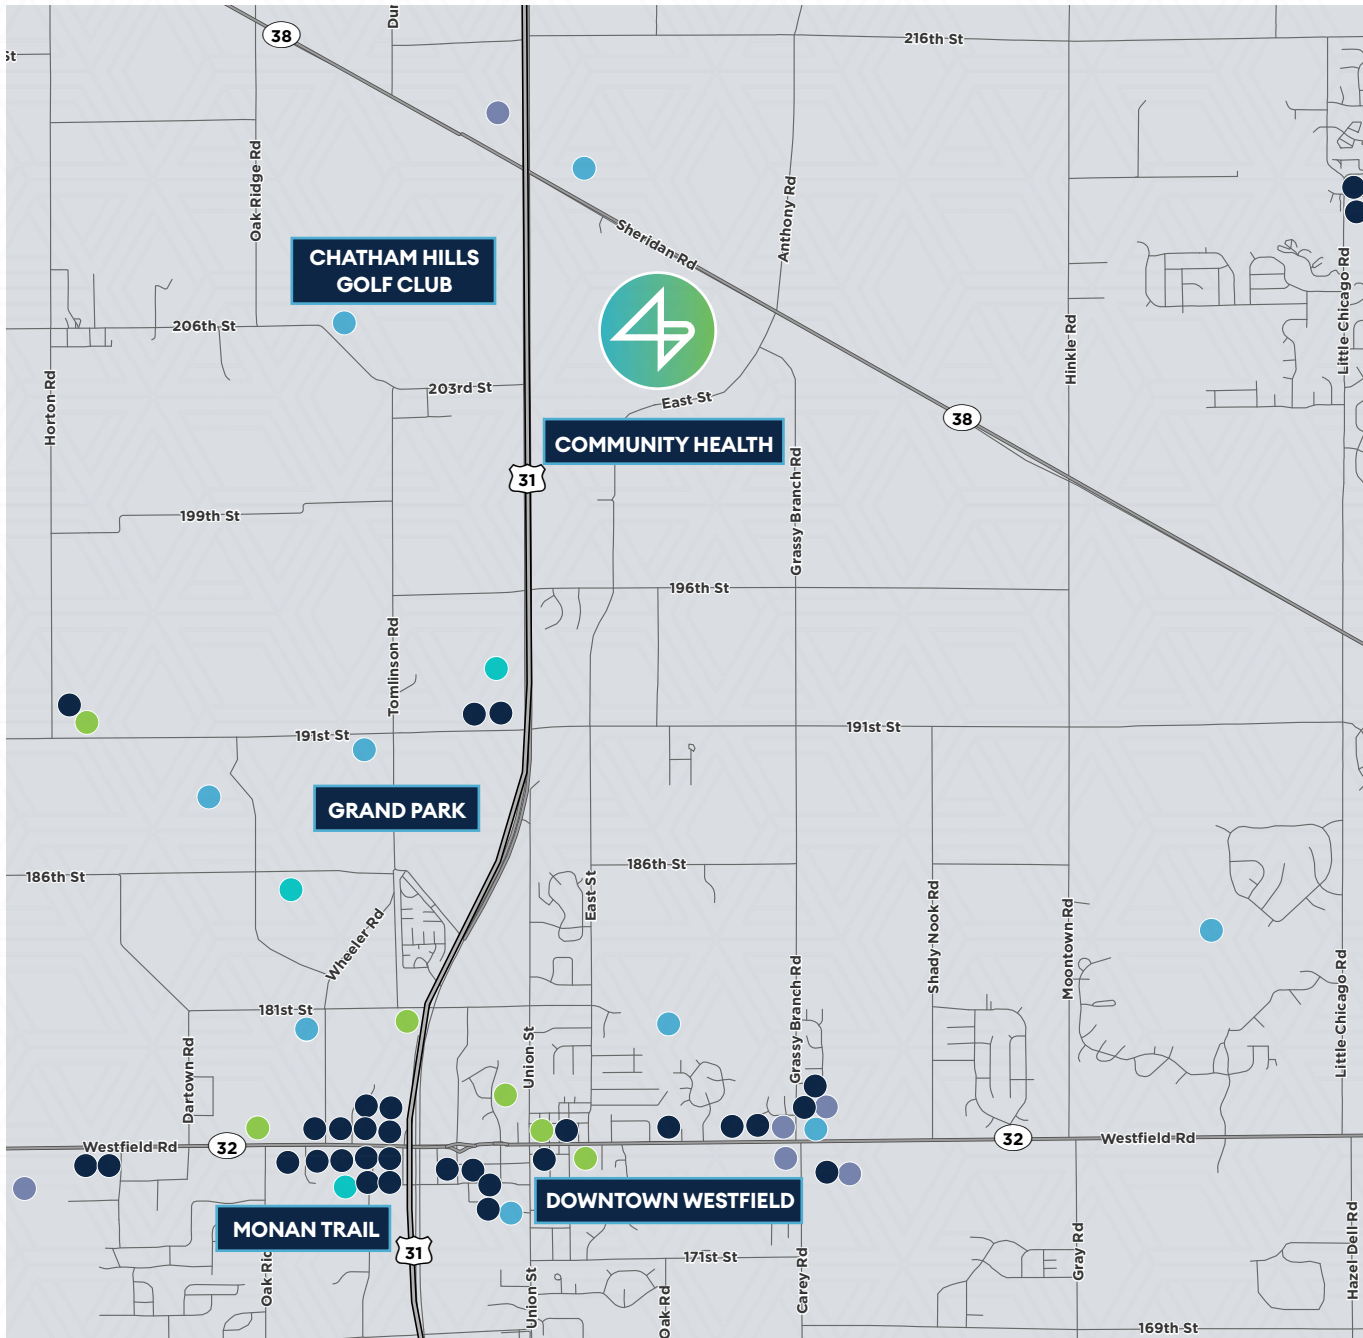 38
Dur
216th St
St
Oak Ridge Rd
Anthony Rd
Sheridan Rd
CHATHAM HILLS
GOLF CLUB
Little Chicago Rd
206th St
Hinkle Rd
Horton Rd
203rd St
East St
38
COMMUNITY HEALTH
31
Grassy Branch Rd
199th St
196th St
Tomlinson Rd
191st St
191st St
GRAND PARK
186th St
186th St
East St
Shady Nook Rd
Moontown Rd
Wheeler Rd
Grassy Branch Rd
Little Chicago Rd
181st St
Union St
Dartown Rd
Westfield Rd
32
32
Westfield Rd
DOWNTOWN WESTFIELD
MONAN TRAIL
31
171st St
Oak Rid
Union St
Oak Rd
Carey Rd
Gray Rd
Hazel Dell Rd
169th St